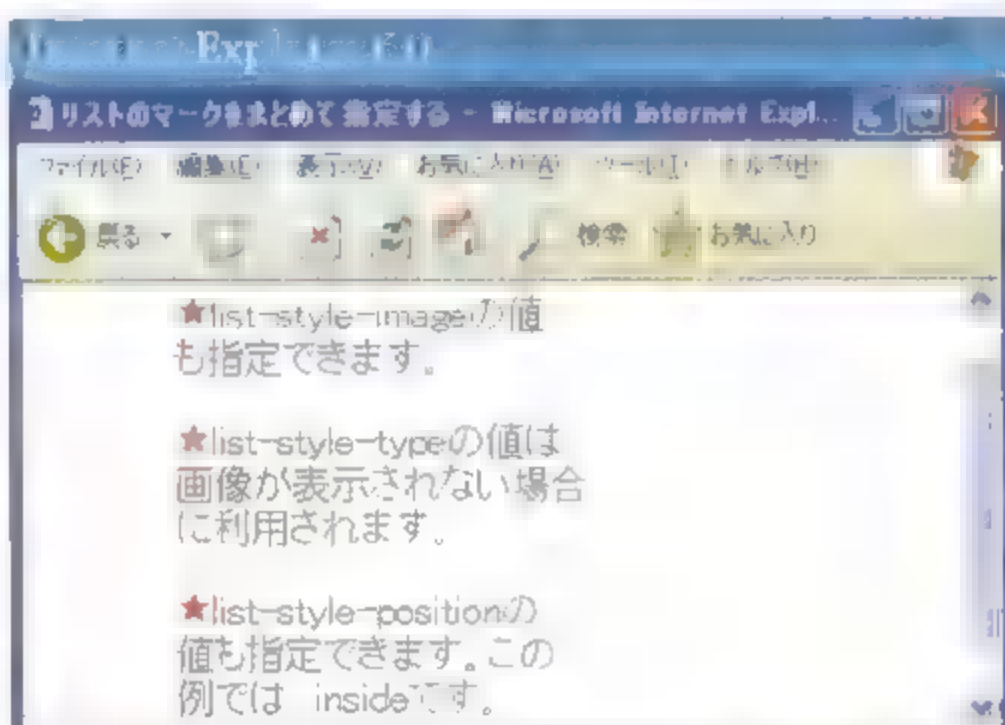 Exp
リストのマークをまとめて指定する - Microsoft Internet Expl...
ファイル(F) 編集(E) 表示(V) お気に入り(A) ツール(T) ヘルプ(H)
戻る 検索 お気に入り
★list-style-imageの値
も指定できます。
★list-style-typeの値は
画像が表示されない場合
に利用されます。
★list-style-positionの
値も指定できます。この
例では insideです。